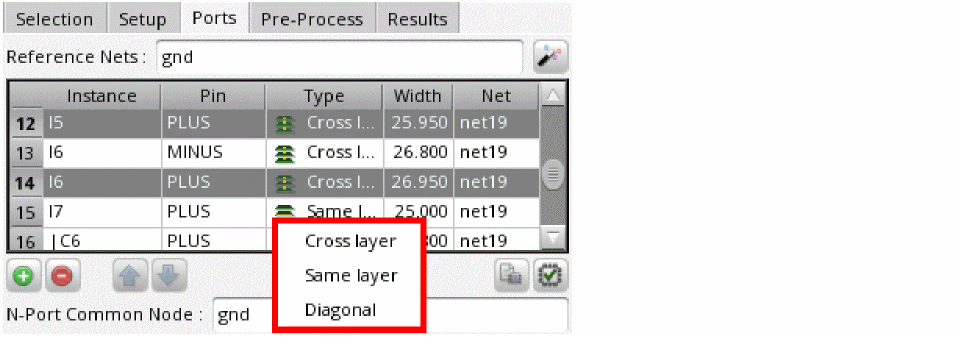 Selection Setup Ports Pre-Process Results
Reference Nets : gnd
Instance Pin Type Width Net
12 I5 PLUS Cross l... 25.950 net19
13 I6 MINUS Cross l... 26.800 net19
14 I6 PLUS Cross l... 26.950 net19
15 I7 PLUS Same l... 25.000 net19
16 |C6 PLUS 800 net19
Cross layer
Same layer
Diagonal
N-Port Common Node : gnd